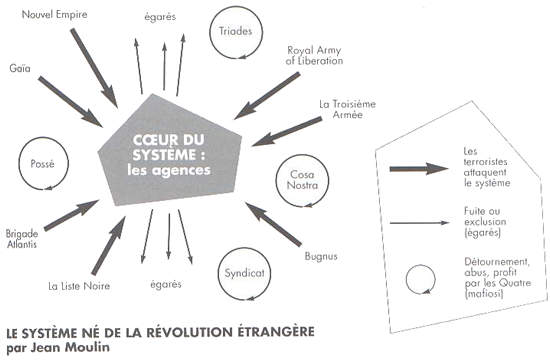 Nouvel Empire
égarés
Triades
Gaïa
Royal Army
of Liberation
La Troisième
Armée
CŒUR DU
SYSTÈME :
les agences
Possé
Cosa
Nostra
Brigade
Atlantis
La Liste Noire
égarés
Syndicat
Bugnus
Les
terroristes
attaquent
le système
Fuite ou
exclusion
(égarés)
Détournement,
abus, profit
par les Quatre
(mafiosi)
LE SYSTÈME NÉ DE LA RÉVOLUTION ÉTRANGÈRE
par Jean Moulin